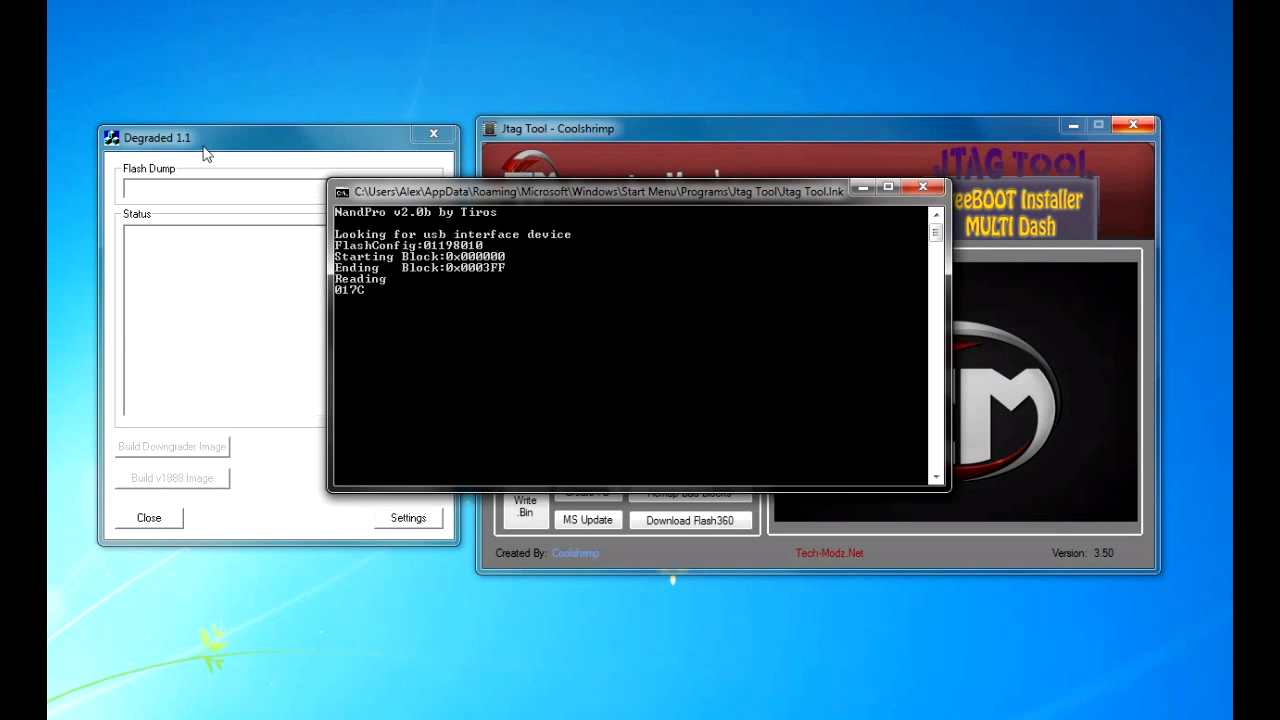 Degraded 1.1
Flash Dump
Status
Build Downgrader Image
Build v1888 Image
Close
Settings
Jtag Tool - Coolshrimp
JTAG TOOL
eeBOOT Installer
MULTI Dash
C:\Users\Alex\AppData\Roaming\Microsoft\Windows\Start Menu\Programs\Jtag Tool\Jtag Tool.lnk
NandPro v2.0b by Tiros
Looking for usb interface device
FlashConfig:01198010
Starting Block:0x000000
Ending Block:0x0003FF
Reading
017C
Write
.Bin
MS Update
Download Flash360
Created By: Coolshrimp
Tech-Modz.Net
Version: 3.50